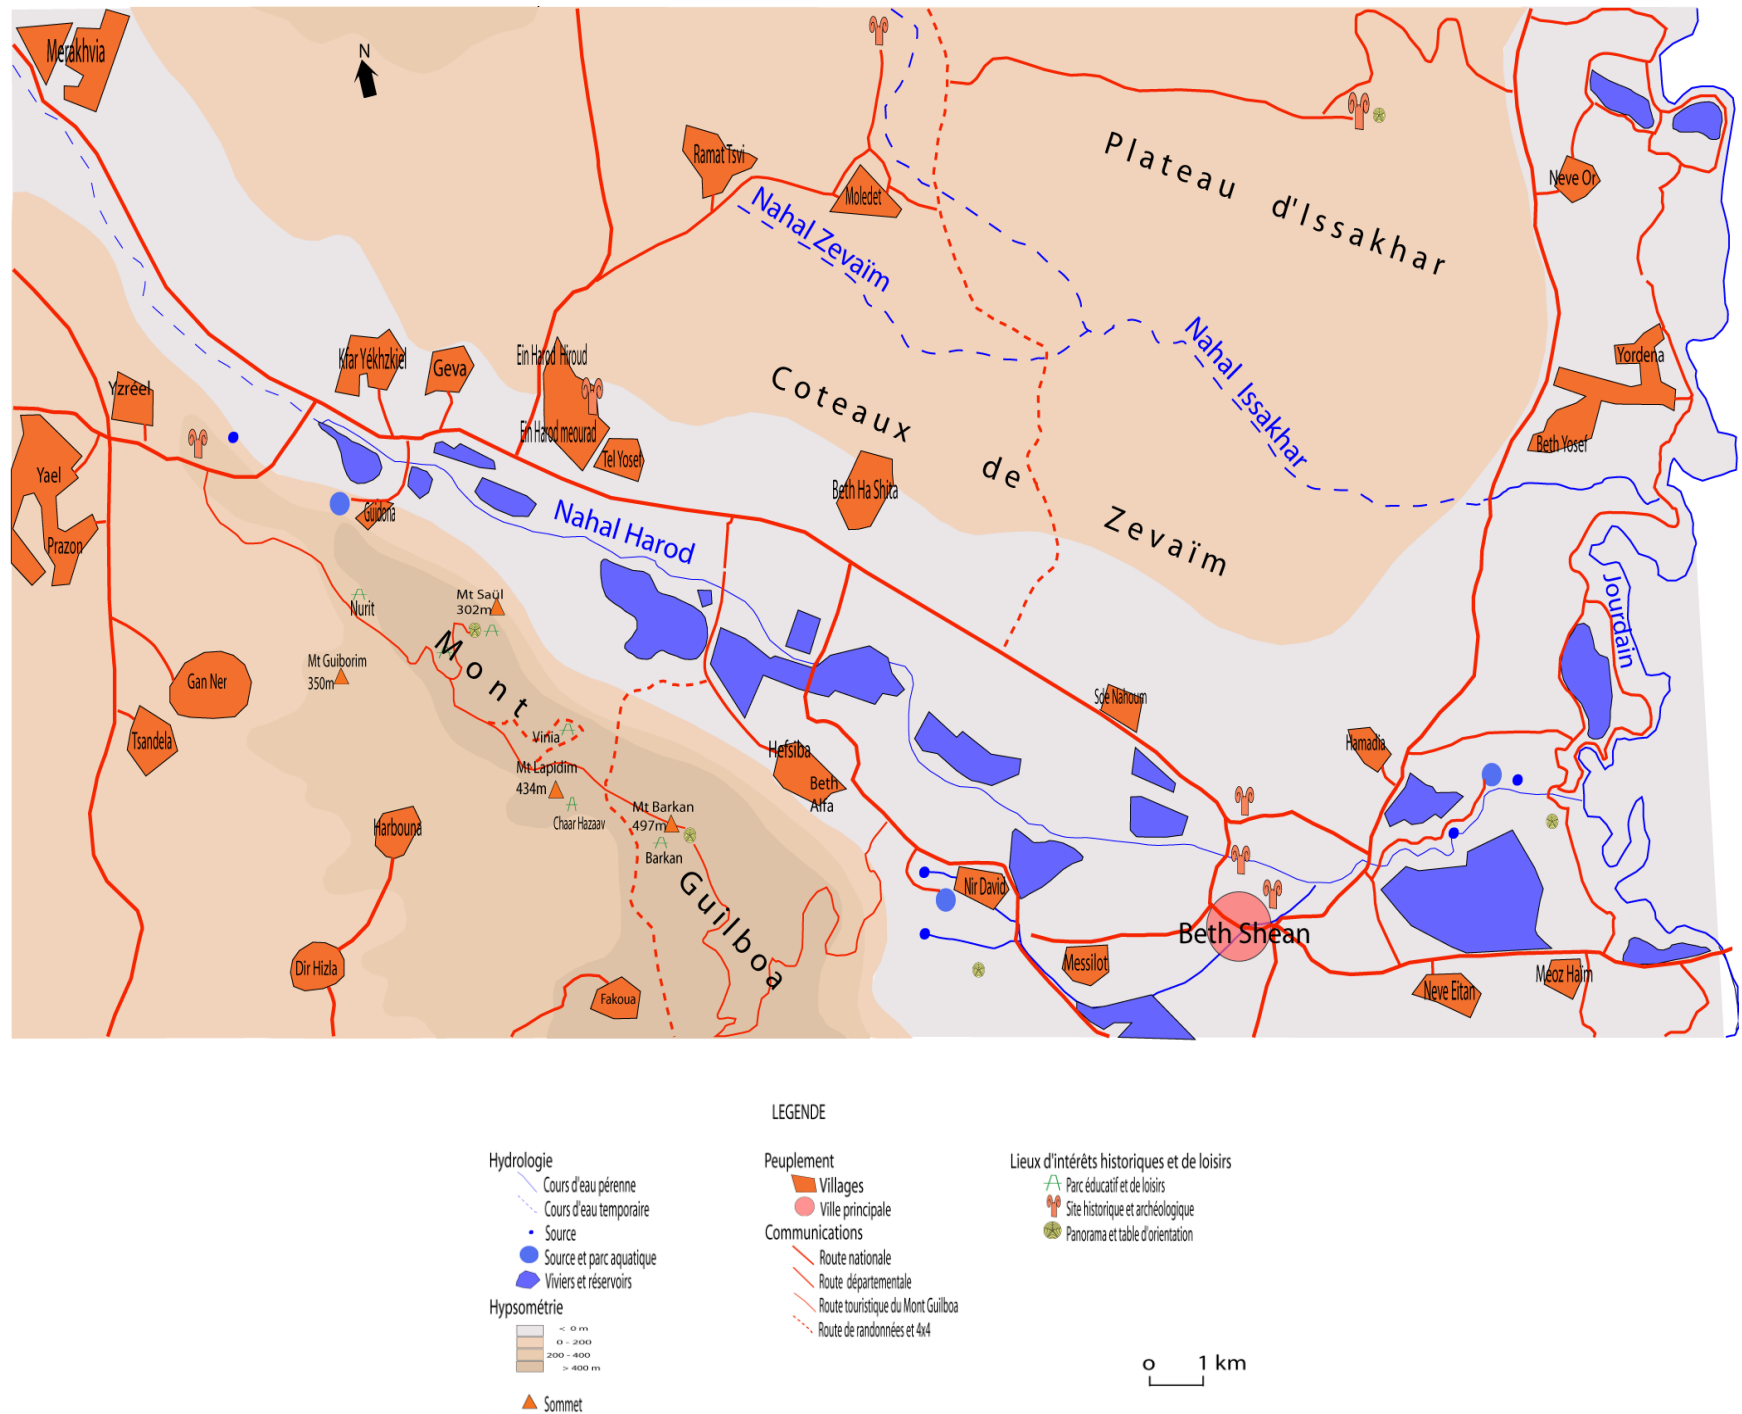 Merakhvia
N
Ramat Tsvi
Moledet
Nahal Zevaïm
Plateau d'Issakhar
Neve Or
Nahal Issakhar
Yordena
Beth Yosef
Yzréel
Kfar Yékhzkiel
Geva
Ein Harod Hiroud
Ein Harod meourad
Tel Yosef
Coteaux
de
Zevaïm
Beth Ha Shita
Yael
Prazon
Guidona
Nahal Harod
Jourdain
Nurit
Mt Saül
302m
Mt Guiborim
350m
Mont
Guilboa
Gan Ner
Tsandela
Vinia
Mt Lapidim
434m
Chaar Hazaav
Mt Barkan
497m
Barkan
Hefsiba
Beth
Alfa
Sde Nahoum
Hamadia
Harbouna
Dir Hizla
Fakoua
Nir David
Messilot
Beth Shean
Neve Eitan
Meoz Haïm
LEGENDE
Hydrologie
Cours d'eau pérenne
Cours d'eau temporaire
Source
Source et parc aquatique
Viviers et réservoirs
Hypsométrie
< 0 m
0 - 200
200 - 400
> 400 m
Sommet
Peuplement
Villages
Ville principale
Communications
Route nationale
Route départementale
Route touristique du Mont Guilboa
Route de randonnées et 4x4
Lieux d'intérêts historiques et de loisirs
Parc éducatif et de loisirs
Site historique et archéologique
Panorama et table d'orientation
0 1 km